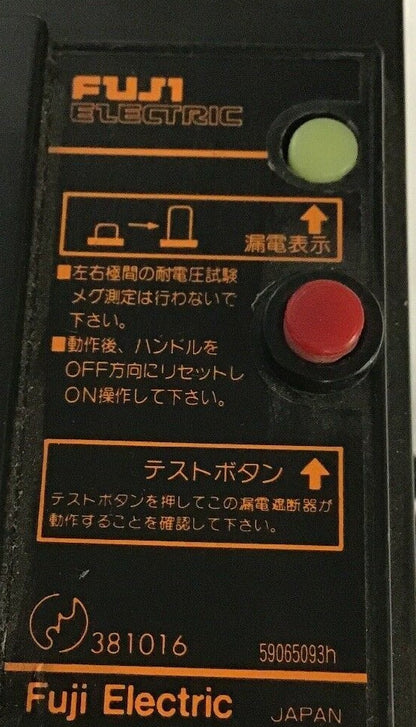 FUJI
ELECTRIC
漏電表示
■左右極間の耐電圧試験
メグ測定は行わないで
下さい。
■動作後、ハンドルを
OFF方向にリセットし
ON操作して下さい。
テストボタン
テストボタンを押してこの漏電遮断器が
動作することを確認して下さい。
381016
59065093h
Fuji Electric
JAPAN